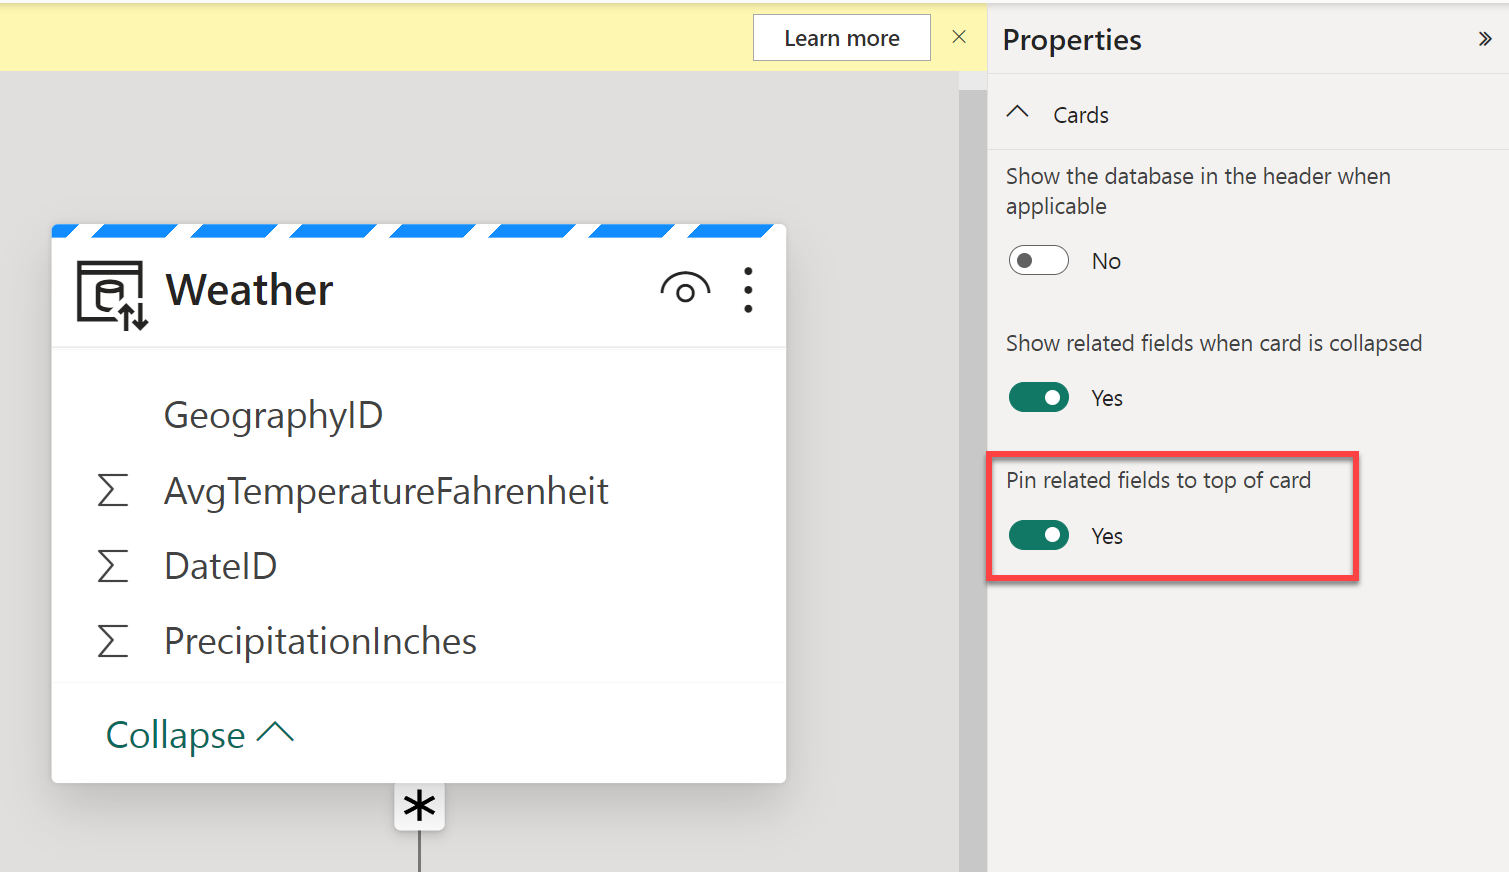 Learn more
Properties
Cards
Show the database in the header when
applicable
No
Show related fields when card is collapsed
Yes
Pin related fields to top of card
Yes
Weather
GeographyID
AvgTemperatureFahrenheit
DateID
PrecipitationInches
Collapse